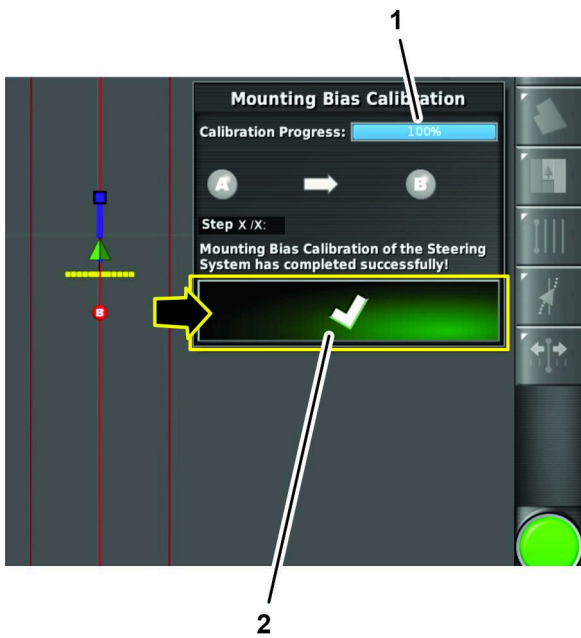 1
Mounting Bias Calibration
Calibration Progress: 100%
A B
Step X /X:
Mounting Bias Calibration of the Steering
System has completed successfully!
B
2